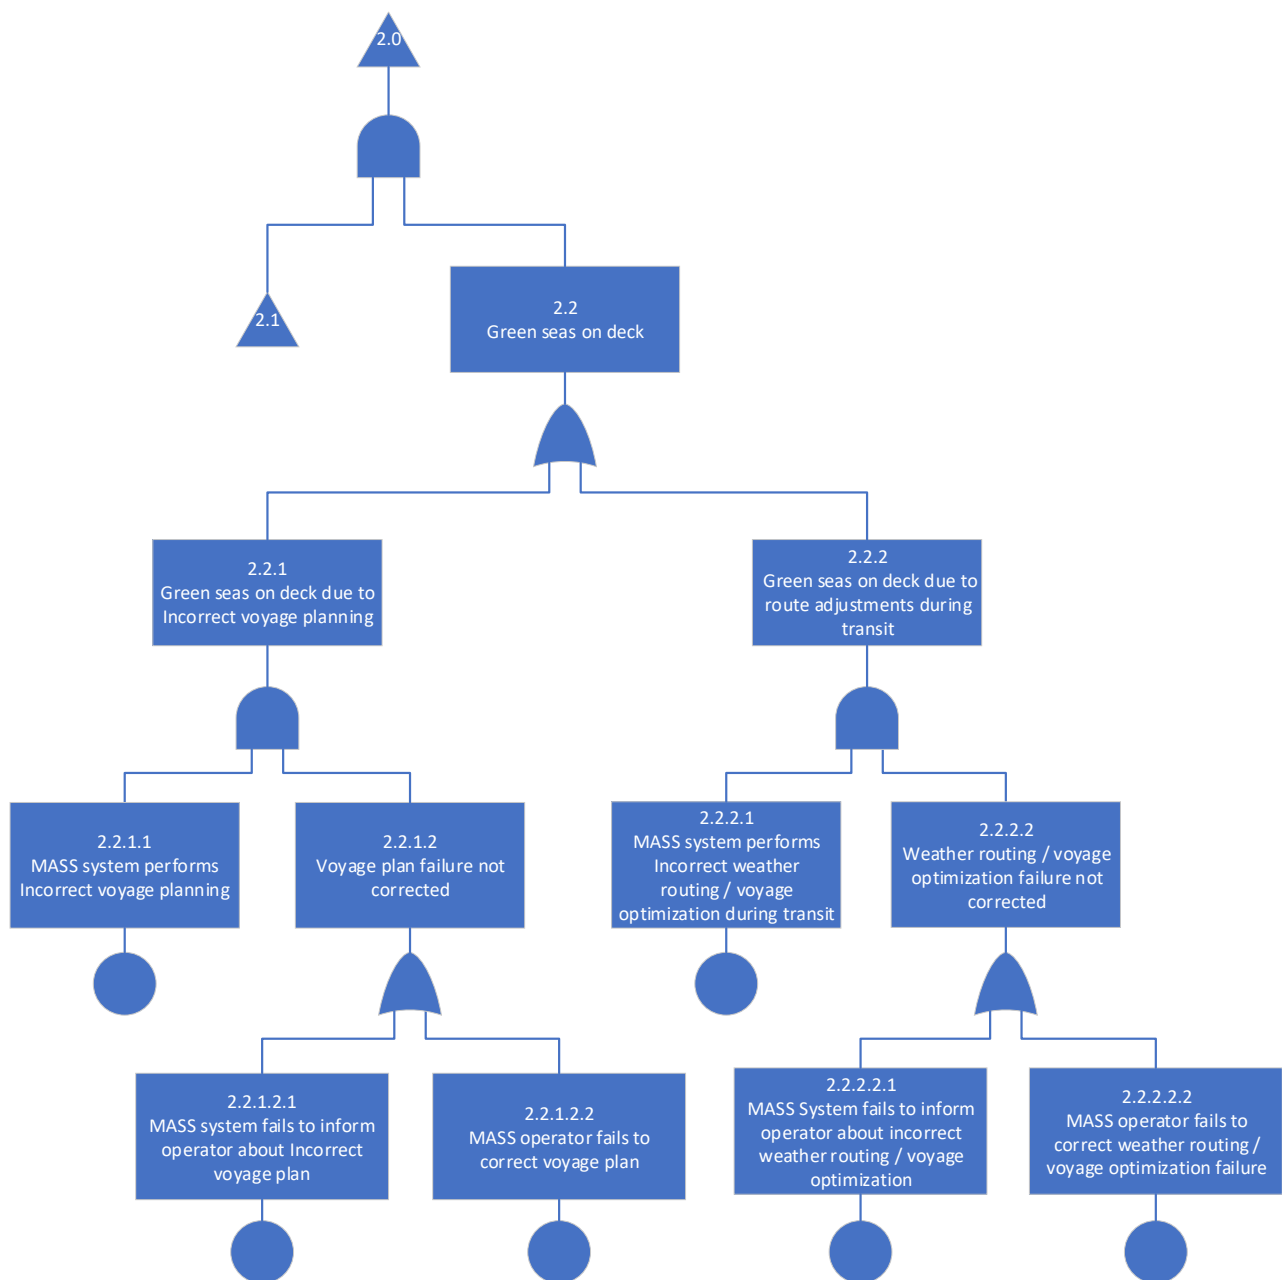 2.0
2.1
2.2
Green seas on deck
2.2.1
Green seas on deck due to
Incorrect voyage planning
2.2.2
Green seas on deck due to
route adjustments during
transit
2.2.1.1
MASS system performs
Incorrect voyage planning
2.2.1.2
Voyage plan failure not
corrected
2.2.2.1
MASS system performs
Incorrect weather
routing / voyage
optimization during transit
2.2.2.2
Weather routing / voyage
optimization failure not
corrected
2.2.1.2.1
MASS system fails to inform
operator about Incorrect
voyage plan
2.2.1.2.2
MASS operator fails to
correct voyage plan
2.2.2.2.1
MASS System fails to inform
operator about incorrect
weather routing / voyage
optimization
2.2.2.2.2
MASS operator fails to
correct weather routing /
voyage optimization failure